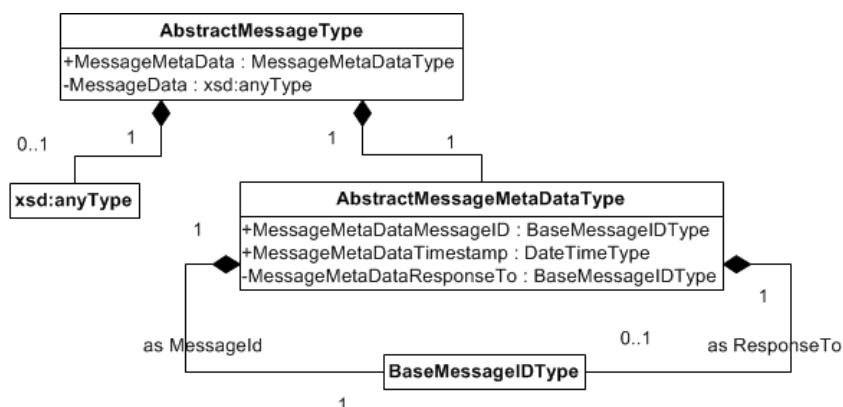 AbstractMessageType
+MessageMetaData : MessageMetaDataType
-MessageData : xsd:anyType
0..1
1
1
1
xsd:anyType
AbstractMessageMetaDataType
1
+MessageMetaDataMessageID : BaseMessageIDType
+MessageMetaDataTimestamp : DateTimeType
-MessageMetaDataResponseTo : BaseMessageIDType
1
as MessageId
0..1
as ResponseTo
BaseMessageIDType
1